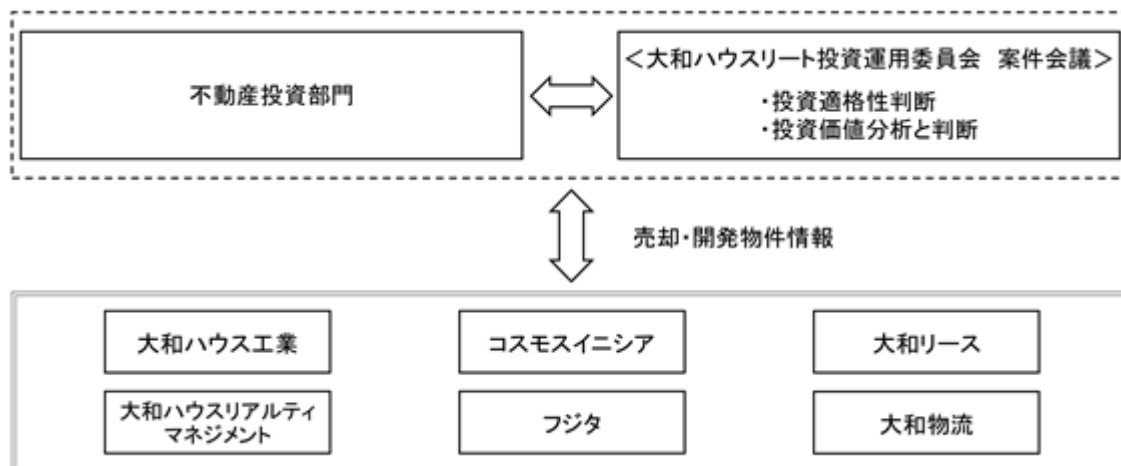 不動産投資部門
＜大和ハウスリート投資運用委員会　案件会議＞
・投資適格性判断
・投資価値分析と判断
売却・開発物件情報
大和ハウス工業
コスモスイニシア
大和リース
大和ハウスリアルティ
マネジメント
フジタ
大和物流